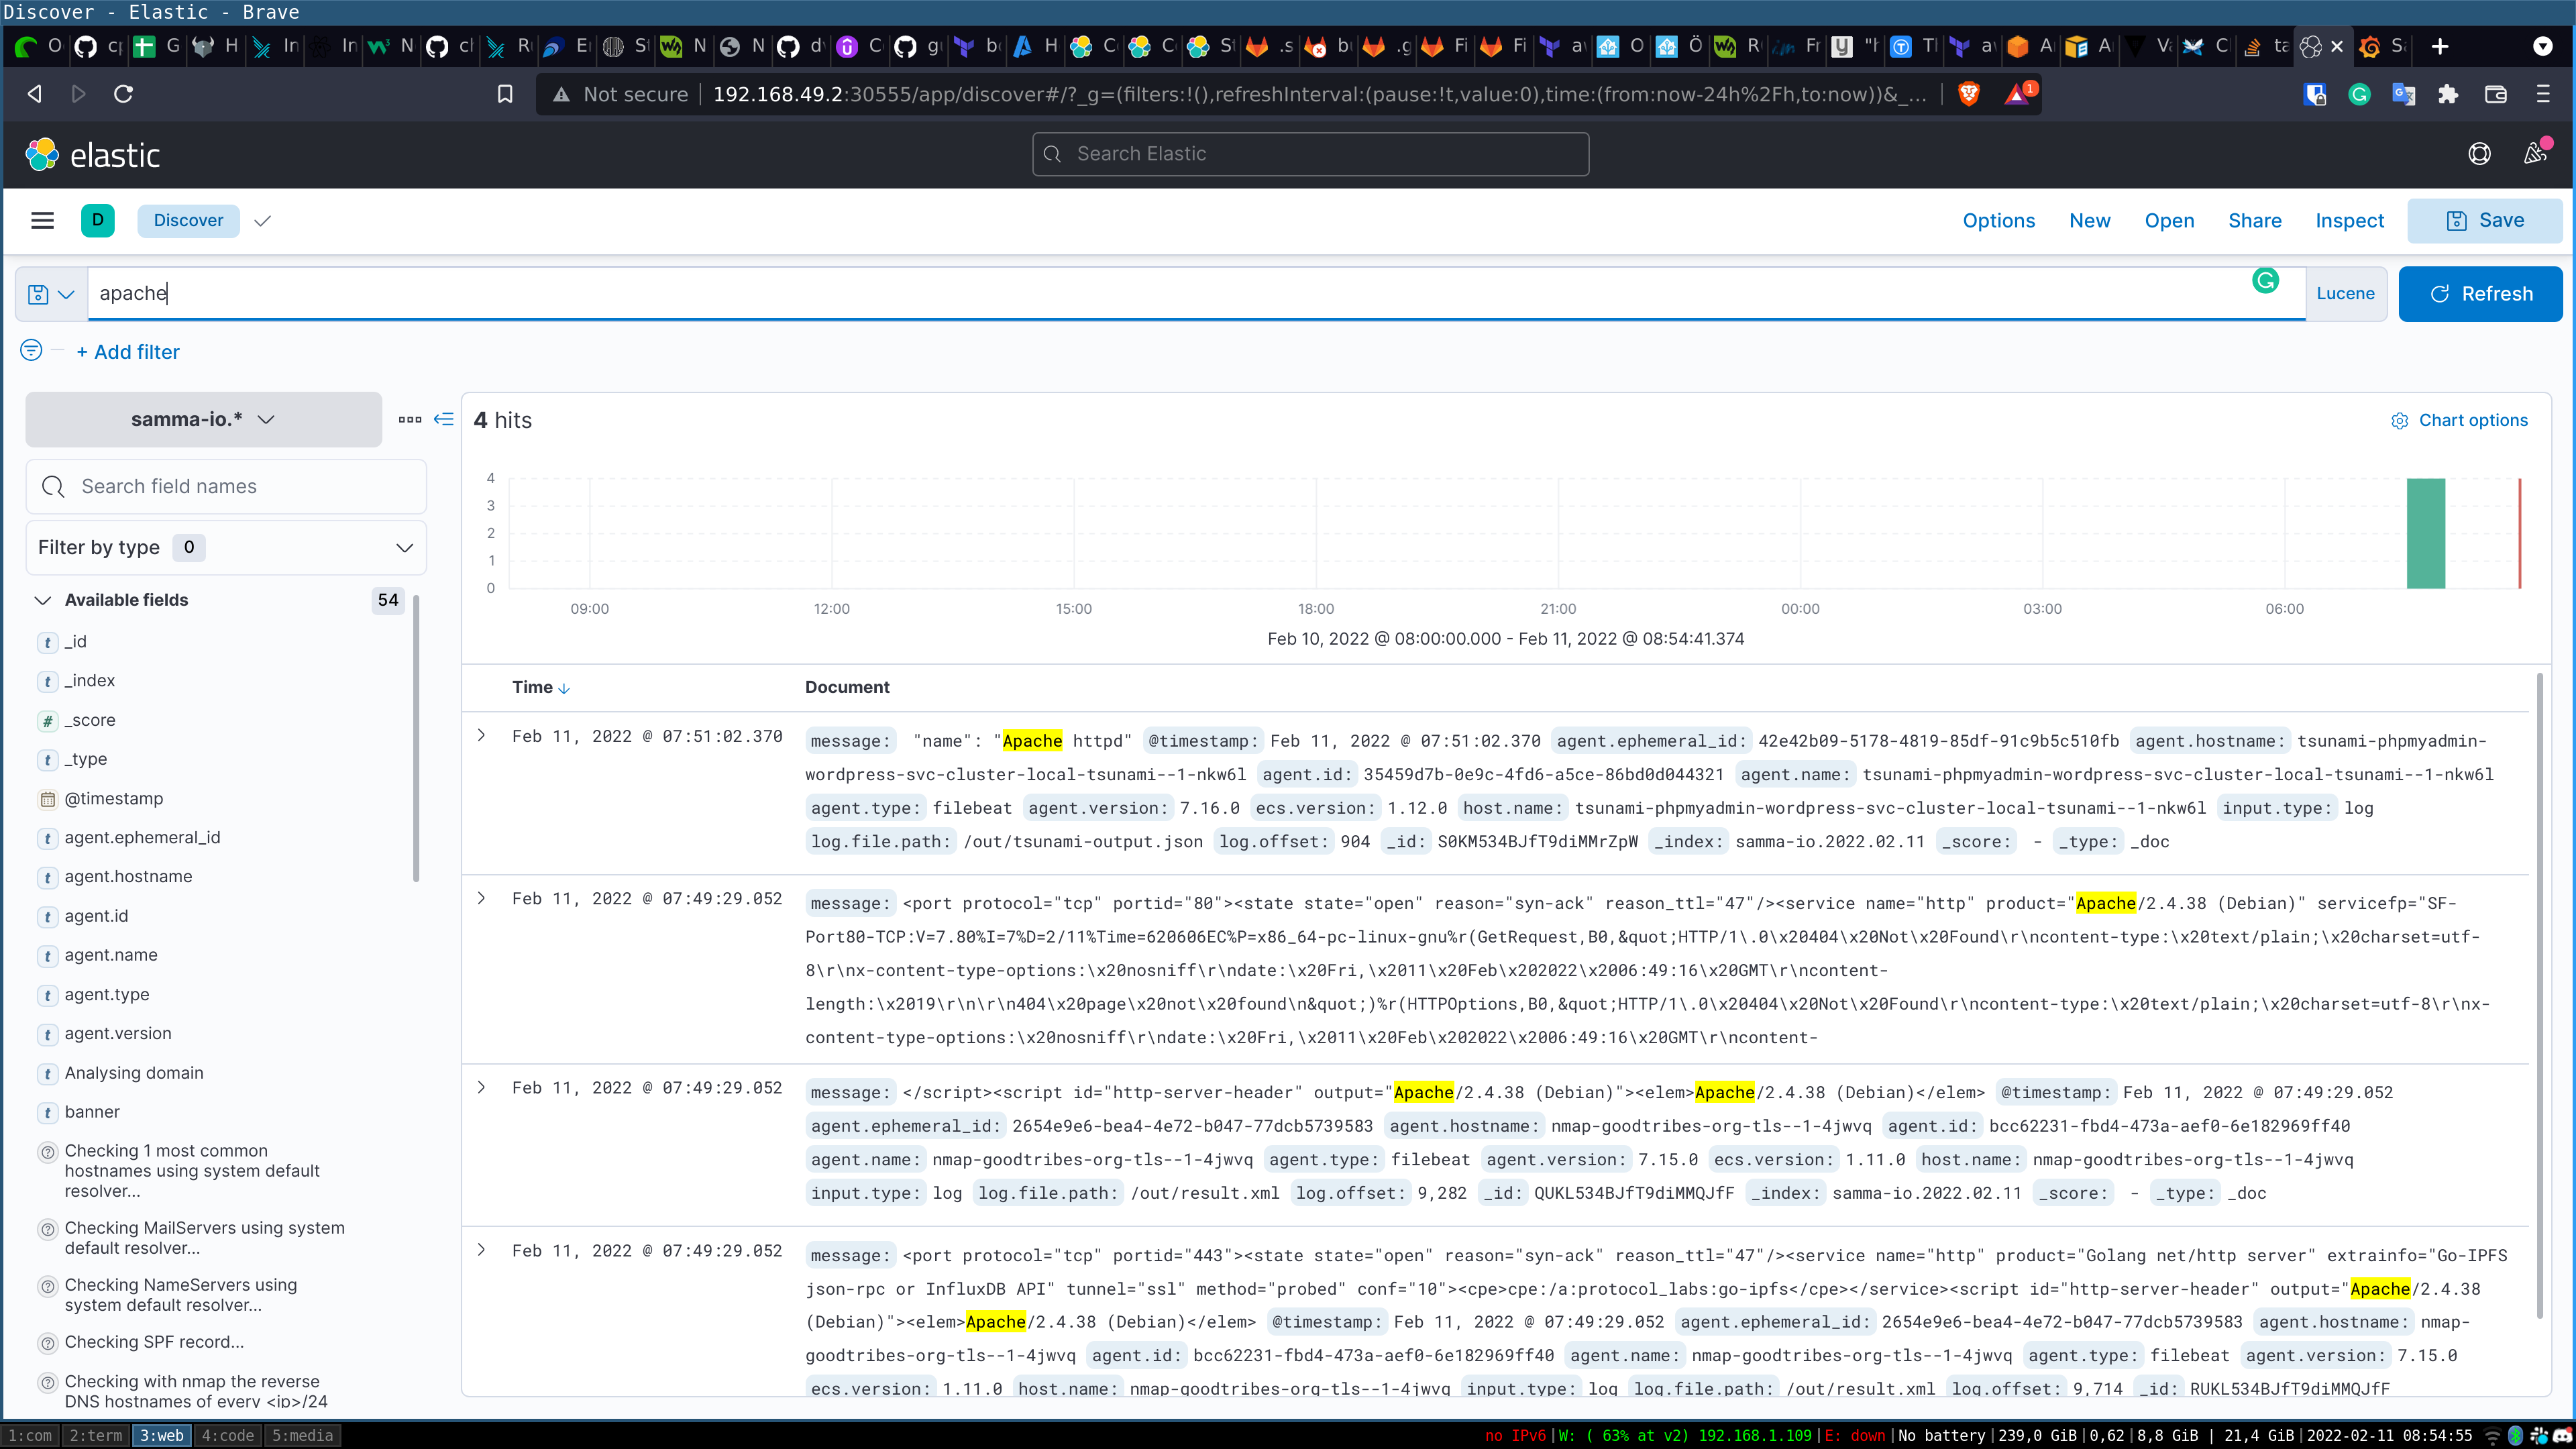 Discover - Elastic - Brave
Not secure 192.168.49.2:30555/app/discover#/?_g=(filters:!(),refreshInterval:(pause:!t,value:0),time:(from:now-24h%2Fh,to:now))&_... 1
elastic Search Elastic
D Discover Options New Open Share Inspect Save
apache Lucene Refresh
+ Add filter
samma-io.*
4 hits
Chart options
Search field names
Filter by type 0
Available fields 54
_id
_index
_score
_type
@timestamp
agent.ephemeral_id
agent.hostname
agent.id
agent.name
agent.type
agent.version
Analysing domain
banner
Checking 1 most common
hostnames using system default
resolver...
Checking MailServers using system
default resolver...
Checking NameServers using
system default resolver...
Checking SPF record...
Checking with nmap the reverse
DNS hostnames of every <ip>/24
4
3
2
1
0
09:00 12:00 15:00 18:00 21:00 00:00 03:00 06:00
Feb 10, 2022 @ 08:00:00.000 - Feb 11, 2022 @ 08:54:41.374
Time Document
Feb 11, 2022 @ 07:51:02.370 message: "name": "Apache httpd" @timestamp: Feb 11, 2022 @ 07:51:02.370 agent.ephemeral_id: 42e42b09-5178-4819-85df-91c9b5c510fb agent.hostname: tsunami-phpmyadmin-
wordpress-svc-cluster-local-tsunami--1-nkw6l agent.id: 35459d7b-0e9c-4fd6-a5ce-86bd0d044321 agent.name: tsunami-phpmyadmin-wordpress-svc-cluster-local-tsunami--1-nkw6l
agent.type: filebeat agent.version: 7.16.0 ecs.version: 1.12.0 host.name: tsunami-phpmyadmin-wordpress-svc-cluster-local-tsunami--1-nkw6l input.type: log
log.file.path: /out/tsunami-output.json log.offset: 904 _id: S0KM534BJfT9diMMrZpW _index: samma-io.2022.02.11 _score: - _type: _doc
Feb 11, 2022 @ 07:49:29.052 message: <port protocol="tcp" portid="80"><state state="open" reason="syn-ack" reason_ttl="47"/><service name="http" product="Apache/2.4.38 (Debian)" servicefp="SF-
Port80-TCP:V=7.80%I=7%D=2/11%Time=620606EC%P=x86_64-pc-linux-gnu%r(GetRequest,B0,&quot;HTTP/1\.0\x20404\x20Not\x20Found\r\ncontent-type:\x20text/plain;\x20charset=utf-
8\r\nx-content-type-options:\x20nosniff\r\ndate:\x20Fri,\x2011\x20Feb\x202022\x2006:49:16\x20GMT\r\ncontent-
length:\x2019\r\n\r\n404\x20page\x20not\x20found\n&quot;)%r(HTTPOptions,B0,&quot;HTTP/1\.0\x20404\x20Not\x20Found\r\ncontent-type:\x20text/plain;\x20charset=utf-8\r\nx-
content-type-options:\x20nosniff\r\ndate:\x20Fri,\x2011\x20Feb\x202022\x2006:49:16\x20GMT\r\ncontent-
Feb 11, 2022 @ 07:49:29.052 message: </script><script id="http-server-header" output="Apache/2.4.38 (Debian)"><elem>Apache/2.4.38 (Debian)</elem> @timestamp: Feb 11, 2022 @ 07:49:29.052
agent.ephemeral_id: 2654e9e6-bea4-4e72-b047-77dcb5739583 agent.hostname: nmap-goodtribes-org-tls--1-4jwvq agent.id: bcc62231-fbd4-473a-aef0-6e182969ff40
agent.name: nmap-goodtribes-org-tls--1-4jwvq agent.type: filebeat agent.version: 7.15.0 ecs.version: 1.11.0 host.name: nmap-goodtribes-org-tls--1-4jwvq
input.type: log log.file.path: /out/result.xml log.offset: 9,282 _id: QUKL534BJfT9diMMQJfF _index: samma-io.2022.02.11 _score: - _type: _doc
Feb 11, 2022 @ 07:49:29.052 message: <port protocol="tcp" portid="443"><state state="open" reason="syn-ack" reason_ttl="47"/><service name="http" product="Golang net/http server" extrainfo="Go-IPFS
json-rpc or InfluxDB API" tunnel="ssl" method="probed" conf="10"><cpe>cpe:/a:protocol_labs:go-ipfs</cpe></service><script id="http-server-header" output="Apache/2.4.38
(Debian)"><elem>Apache/2.4.38 (Debian)</elem> @timestamp: Feb 11, 2022 @ 07:49:29.052 agent.ephemeral_id: 2654e9e6-bea4-4e72-b047-77dcb5739583 agent.hostname: nmap-
goodtribes-org-tls--1-4jwvq agent.id: bcc62231-fbd4-473a-aef0-6e182969ff40 agent.name: nmap-goodtribes-org-tls--1-4jwvq agent.type: filebeat agent.version: 7.15.0
ecs.version: 1.11.0 host.name: nmap-goodtribes-org-tls--1-4jwvq input.type: log log.file.path: /out/result.xml log.offset: 9,714 _id: RUKL534BJfT9diMMQJfF
1:com 2:term 3:web 4:code 5:media no IPv6|W: ( 63% at v2) 192.168.1.109|E: down|No battery|239,0 GiB|0,62|8,8 GiB | 21,4 GiB|2022-02-11 08:54:55